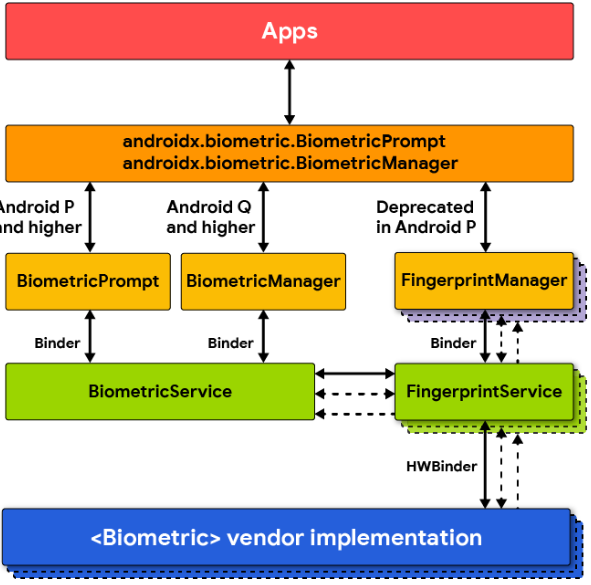 Apps
androidx.biometric.BiometricPrompt
androidx.biometric.BiometricManager
Android P
and higher
Android Q
and higher
Deprecated
in Android P
BiometricPrompt
BiometricManager
FingerprintManager
Binder
Binder
Binder
BiometricService
FingerprintService
HWBinder
<Biometric> vendor implementation